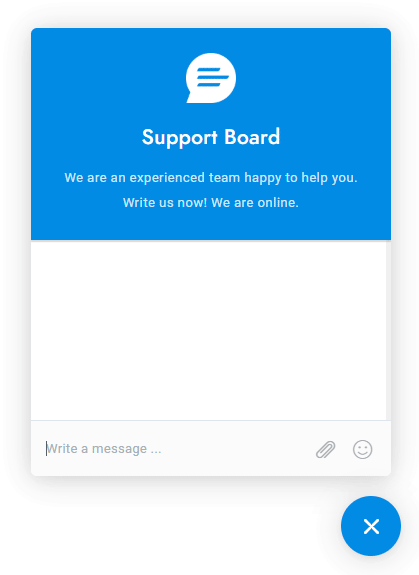 Support Board
We are an experienced team happy to help you.
Write us now! We are online.
Write a message ...